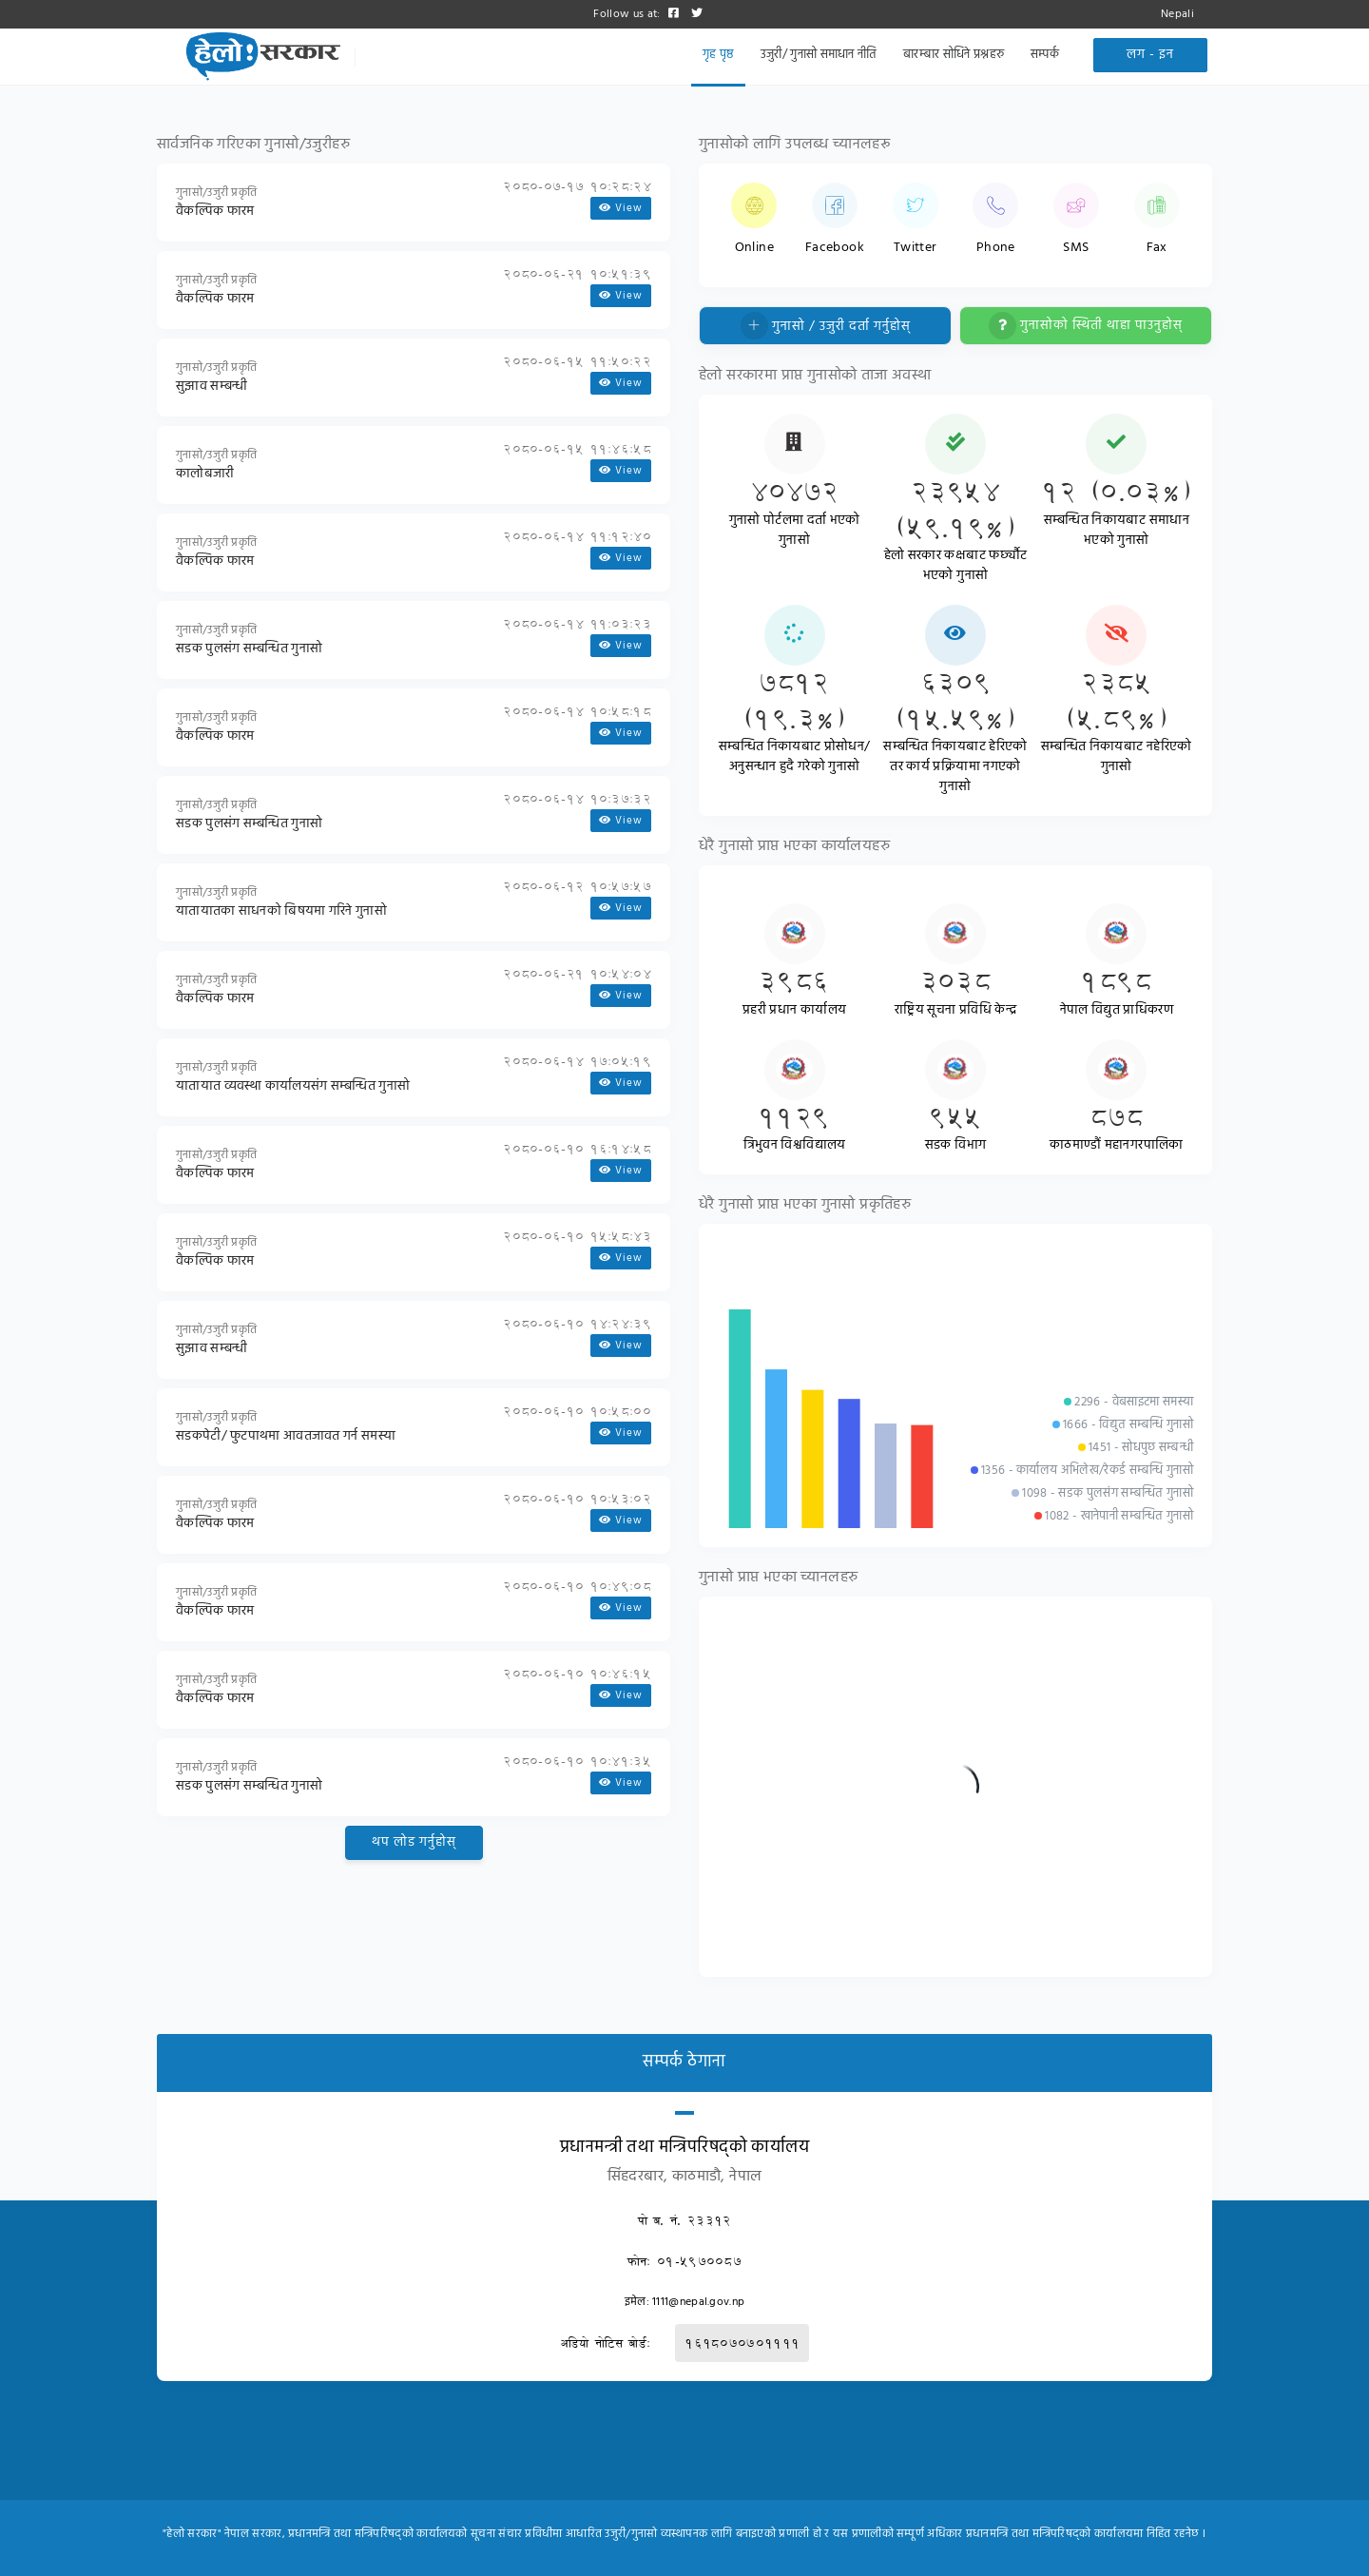 Follow us at:
Nepali
हेलो! सरकार
गृह पृष्ठ
उजुरी/ गुनासो समाधान नीति
बारम्बार सोधिने प्रश्नहरु
सम्पर्क
लग - इन
सार्वजनिक गरिएका गुनासो/उजुरीहरु
गुनासो/उजुरी प्रकृति
२०८०-०७-१७ १०:२८:२४
वैकल्पिक फारम
View
गुनासो/उजुरी प्रकृति
२०८०-०६-२१ १०:५१:३९
वैकल्पिक फारम
View
गुनासो/उजुरी प्रकृति
२०८०-०६-१५ ११:५०:२२
सुझाव सम्बन्धी
View
गुनासो/उजुरी प्रकृति
२०८०-०६-१५ ११:४६:५८
कालोबजारी
View
गुनासो/उजुरी प्रकृति
२०८०-०६-१४ ११:१२:४०
वैकल्पिक फारम
View
गुनासो/उजुरी प्रकृति
२०८०-०६-१४ ११:०३:२३
सडक पुलसंग सम्बन्धित गुनासो
View
गुनासो/उजुरी प्रकृति
२०८०-०६-१४ १०:५८:१८
वैकल्पिक फारम
View
गुनासो/उजुरी प्रकृति
२०८०-०६-१४ १०:३७:३२
सडक पुलसंग सम्बन्धित गुनासो
View
गुनासो/उजुरी प्रकृति
२०८०-०६-१२ १०:५७:५७
यातायातका साधनको बिषयमा गरिने गुनासो
View
गुनासो/उजुरी प्रकृति
२०८०-०६-२१ १०:५४:०४
वैकल्पिक फारम
View
गुनासो/उजुरी प्रकृति
२०८०-०६-१४ १७:०५:१९
यातायात व्यवस्था कार्यालयसंग सम्बन्धित गुनासो
View
गुनासो/उजुरी प्रकृति
२०८०-०६-१० १६:१४:५८
वैकल्पिक फारम
View
गुनासो/उजुरी प्रकृति
२०८०-०६-१० १५:५८:४३
वैकल्पिक फारम
View
गुनासो/उजुरी प्रकृति
२०८०-०६-१० १४:२४:३९
सुझाव सम्बन्धी
View
गुनासो/उजुरी प्रकृति
२०८०-०६-१० १०:५८:००
सडकपेटी/ फुटपाथमा आवतजावत गर्न समस्या
View
गुनासो/उजुरी प्रकृति
२०८०-०६-१० १०:५३:०२
वैकल्पिक फारम
View
गुनासो/उजुरी प्रकृति
२०८०-०६-१० १०:४९:०८
वैकल्पिक फारम
View
गुनासो/उजुरी प्रकृति
२०८०-०६-१० १०:४६:१५
वैकल्पिक फारम
View
गुनासो/उजुरी प्रकृति
२०८०-०६-१० १०:४१:३५
सडक पुलसंग सम्बन्धित गुनासो
View
थप लोड गर्नुहोस्
गुनासोको लागि उपलब्ध च्यानलहरू
Online
Facebook
Twitter
Phone
SMS
Fax
गुनासो / उजुरी दर्ता गर्नुहोस्
गुनासोको स्थिती थाहा पाउनुहोस्
हेलो सरकारमा प्राप्त गुनासोको ताजा अवस्था
४०४७२
गुनासो पोर्टलमा दर्ता भएको
गुनासो
२३९५४
(५९.१९%)
हेलो सरकार कक्षबाट फर्छ्यौट
भएको गुनासो
१२ (०.०३%)
सम्बन्धित निकायबाट समाधान
भएको गुनासो
७८१२
(१९.३%)
सम्बन्धित निकायबाट प्रोसोधन/
अनुसन्धान हुदै गरेको गुनासो
६३०९
(१५.५९%)
सम्बन्धित निकायबाट हेरिएको
तर कार्य प्रक्रियामा नगएको
गुनासो
२३८५
(५.८९%)
सम्बन्धित निकायबाट नहेरिएको
गुनासो
धेरै गुनासो प्राप्त भएका कार्यालयहरु
३९८६
प्रहरी प्रधान कार्यालय
३०३८
राष्ट्रिय सूचना प्रविधि केन्द्र
१८९८
नेपाल विद्युत प्राधिकरण
११२९
त्रिभुवन विश्वविद्यालय
९५५
सडक विभाग
८७८
काठमाण्डौं महानगरपालिका
धेरै गुनासो प्राप्त भएका गुनासो प्रकृतिहरु
2296 - वेबसाइटमा समस्या
1666 - विद्युत सम्बन्धि गुनासो
1451 - सोधपुछ सम्बन्धी
1356 - कार्यालय अभिलेख/रेकर्ड सम्बन्धि गुनासो
1098 - सडक पुलसंग सम्बन्धित गुनासो
1082 - खानेपानी सम्बन्धित गुनासो
गुनासो प्राप्त भएका च्यानलहरु
सम्पर्क ठेगाना
प्रधानमन्त्री तथा मन्त्रिपरिषद्को कार्यालय
सिंहदरबार, काठमाडौ, नेपाल
पो ब. नं. २३३१२
फोन: ०१-५९७००८७
इमेल: 1111@nepal.gov.np
अडियो नोटिस बोर्ड: १६१८०७०७०११११
"हेलो सरकार" नेपाल सरकार, प्रधानमन्त्रि तथा मन्त्रिपरिषद्को कार्यालयको सूचना संचार प्रविधीमा आधारित उजुरी/गुनासो व्यस्थापनक लागि बनाइएको प्रणाली हो र यस प्रणालीको सम्पूर्ण अधिकार प्रधानमन्त्रि तथा मन्त्रिपरिषद्को कार्यालयमा निहित रहनेछ ।